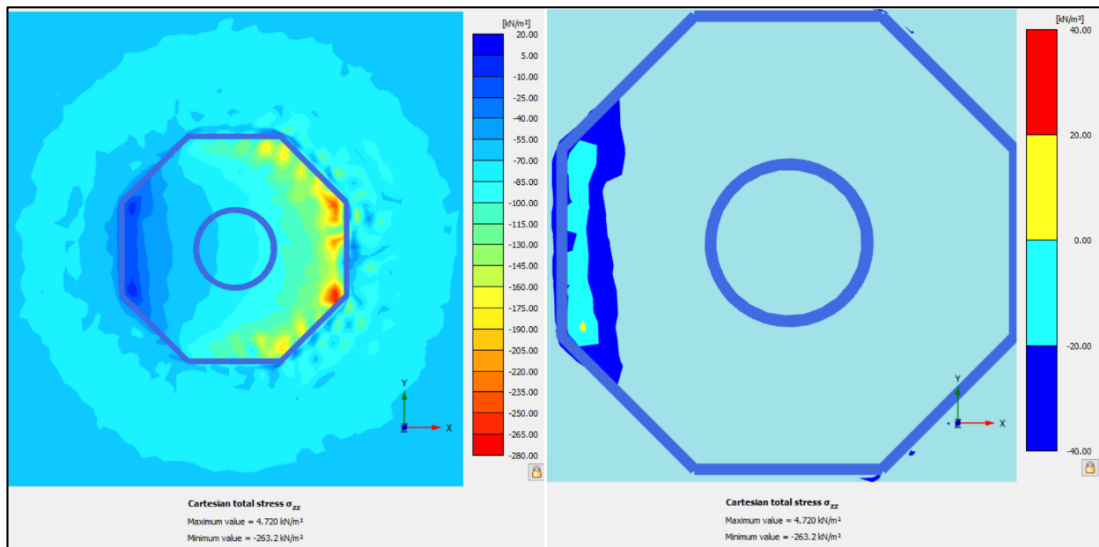 [kN/m²]
20.00
5.00
-10.00
-25.00
-40.00
-55.00
-70.00
-85.00
-100.00
-115.00
-130.00
-145.00
-160.00
-175.00
-190.00
-205.00
-220.00
-235.00
-250.00
-265.00
-280.00
Y
X
Cartesian total stress σzz
Maximum value = 4.720 kN/m²
Minimum value = -263.2 kN/m²
[kN/m²]
40.00
20.00
0.00
-20.00
-40.00
Y
X
Cartesian total stress σzz
Maximum value = 4.720 kN/m²
Minimum value = -263.2 kN/m²